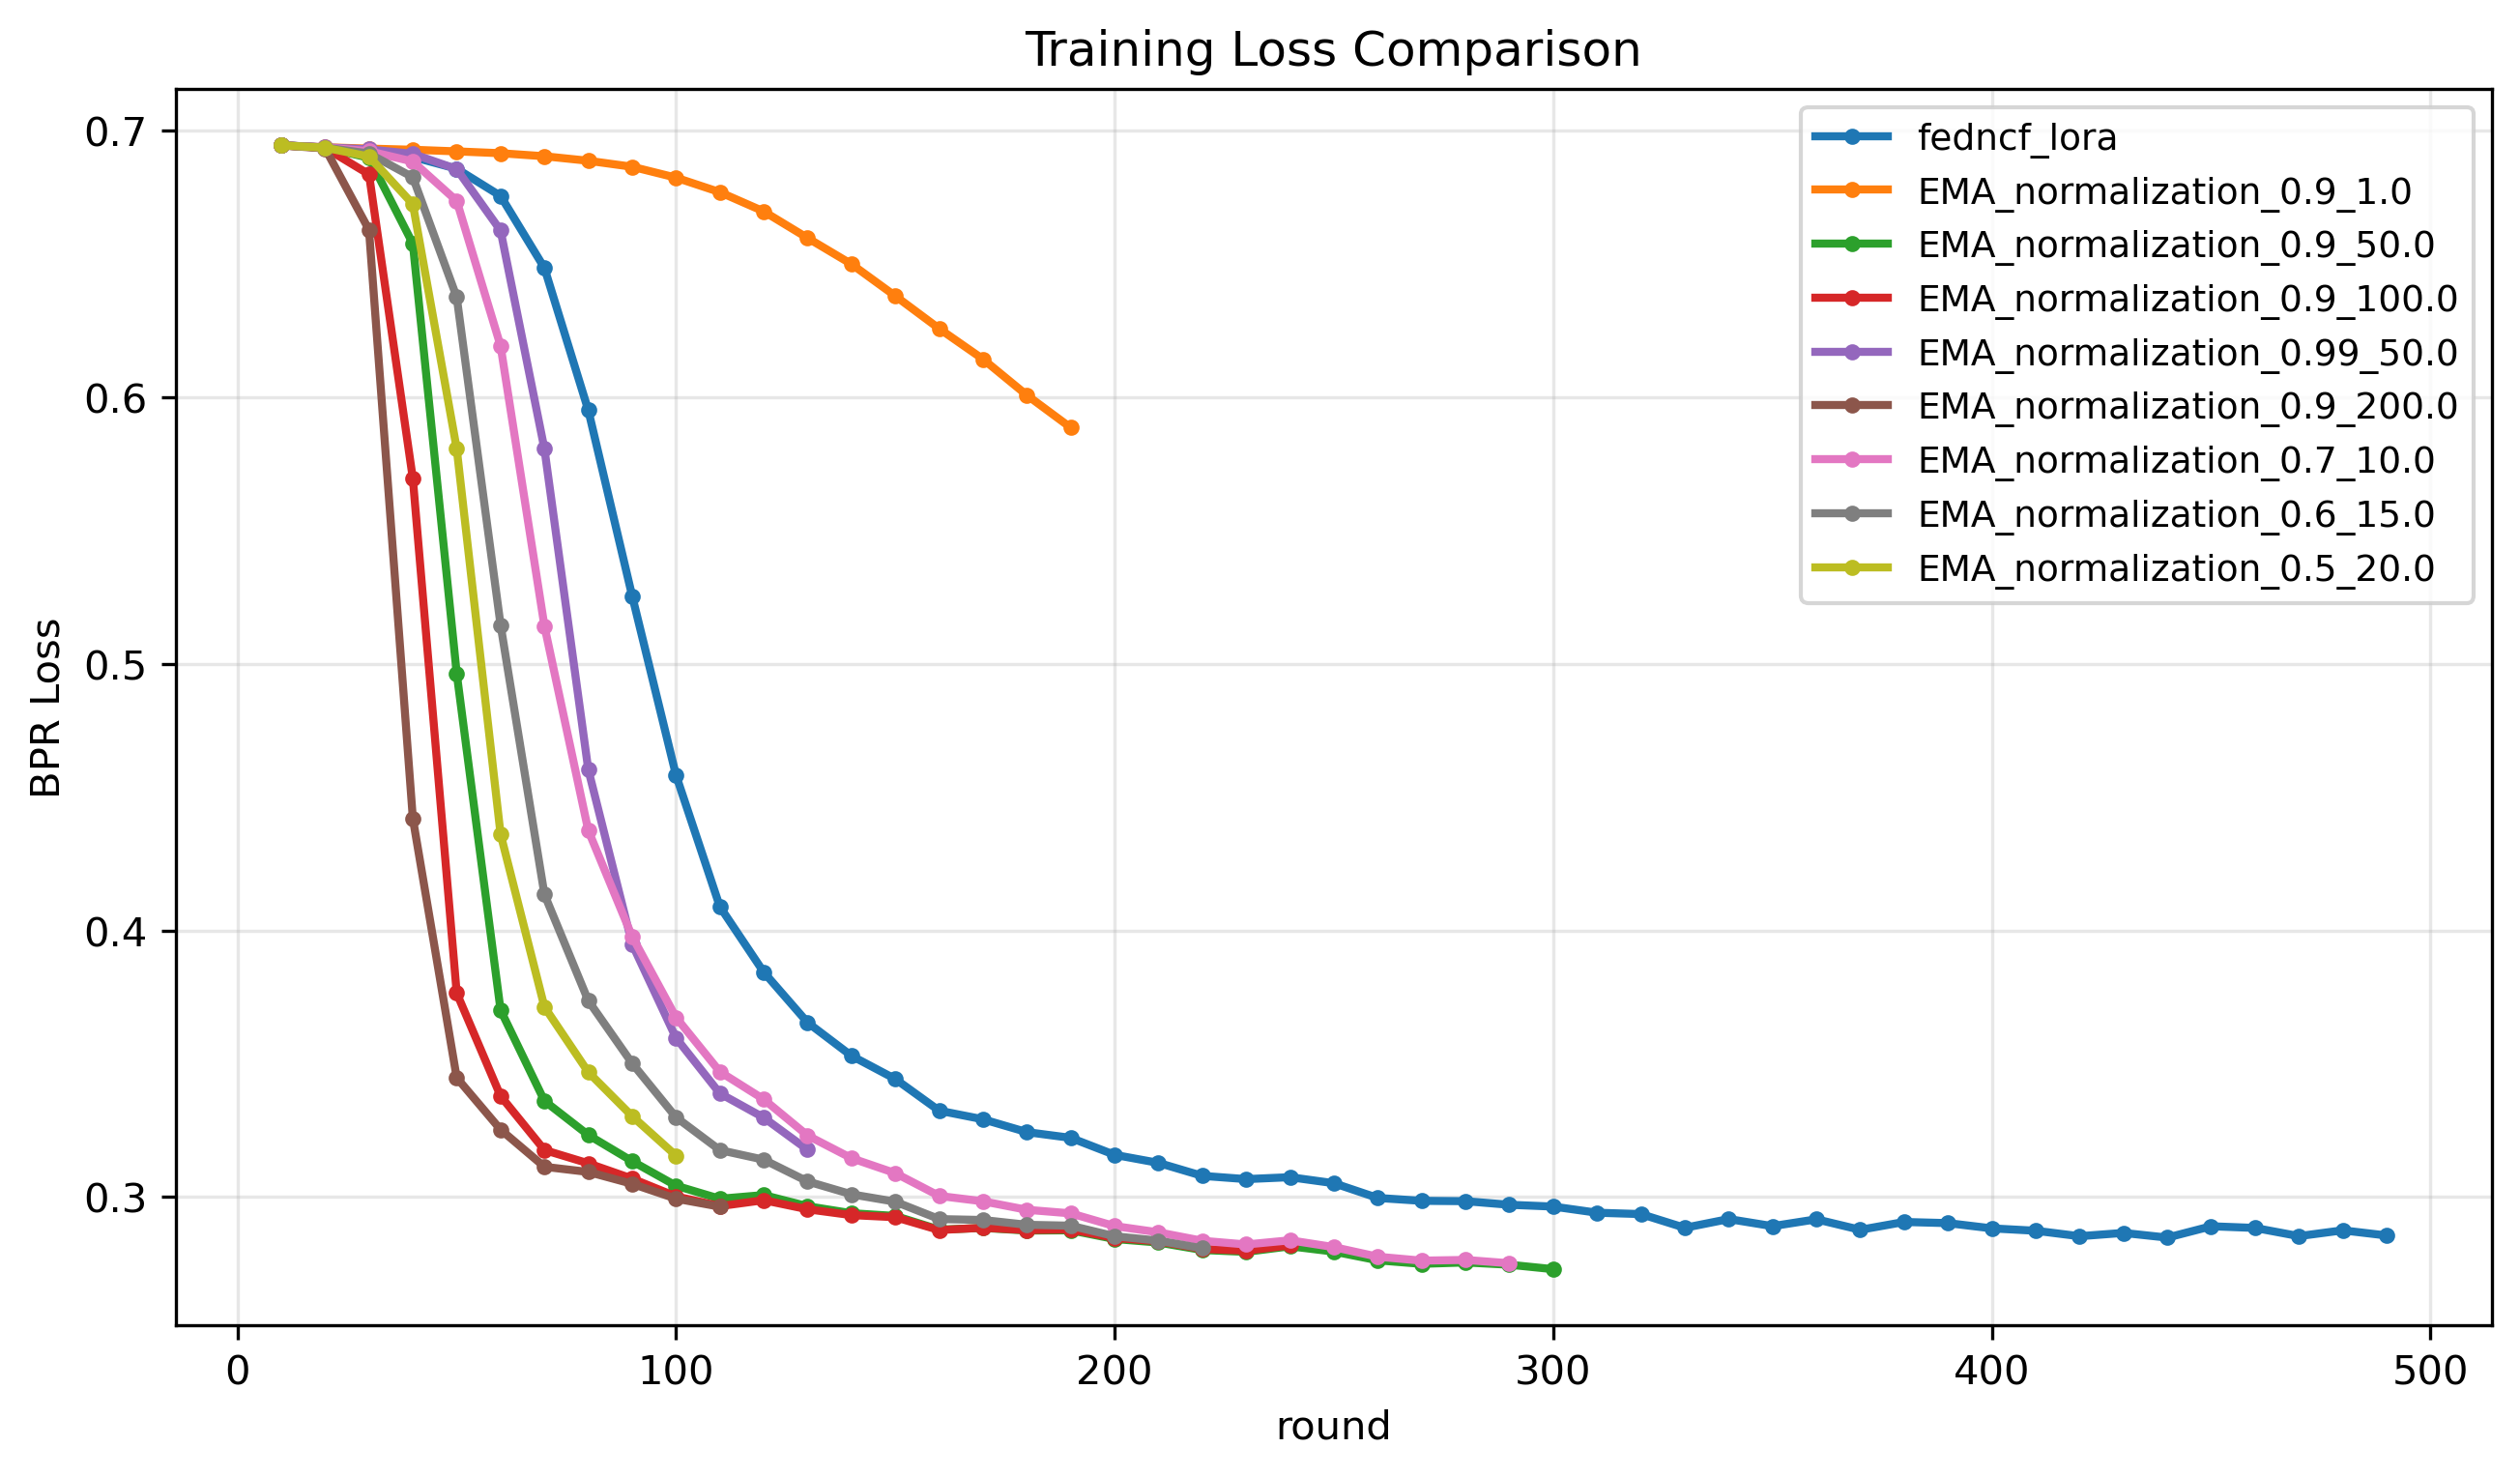 Training Loss Comparison
0.7
0.6
0.5
0.4
0.3
BPR Loss
fedncf_lora
EMA_normalization_0.9_1.0
EMA_normalization_0.9_50.0
EMA_normalization_0.9_100.0
EMA_normalization_0.99_50.0
EMA_normalization_0.9_200.0
EMA_normalization_0.7_10.0
EMA_normalization_0.6_15.0
EMA_normalization_0.5_20.0
0 100 200 300 400 500
round